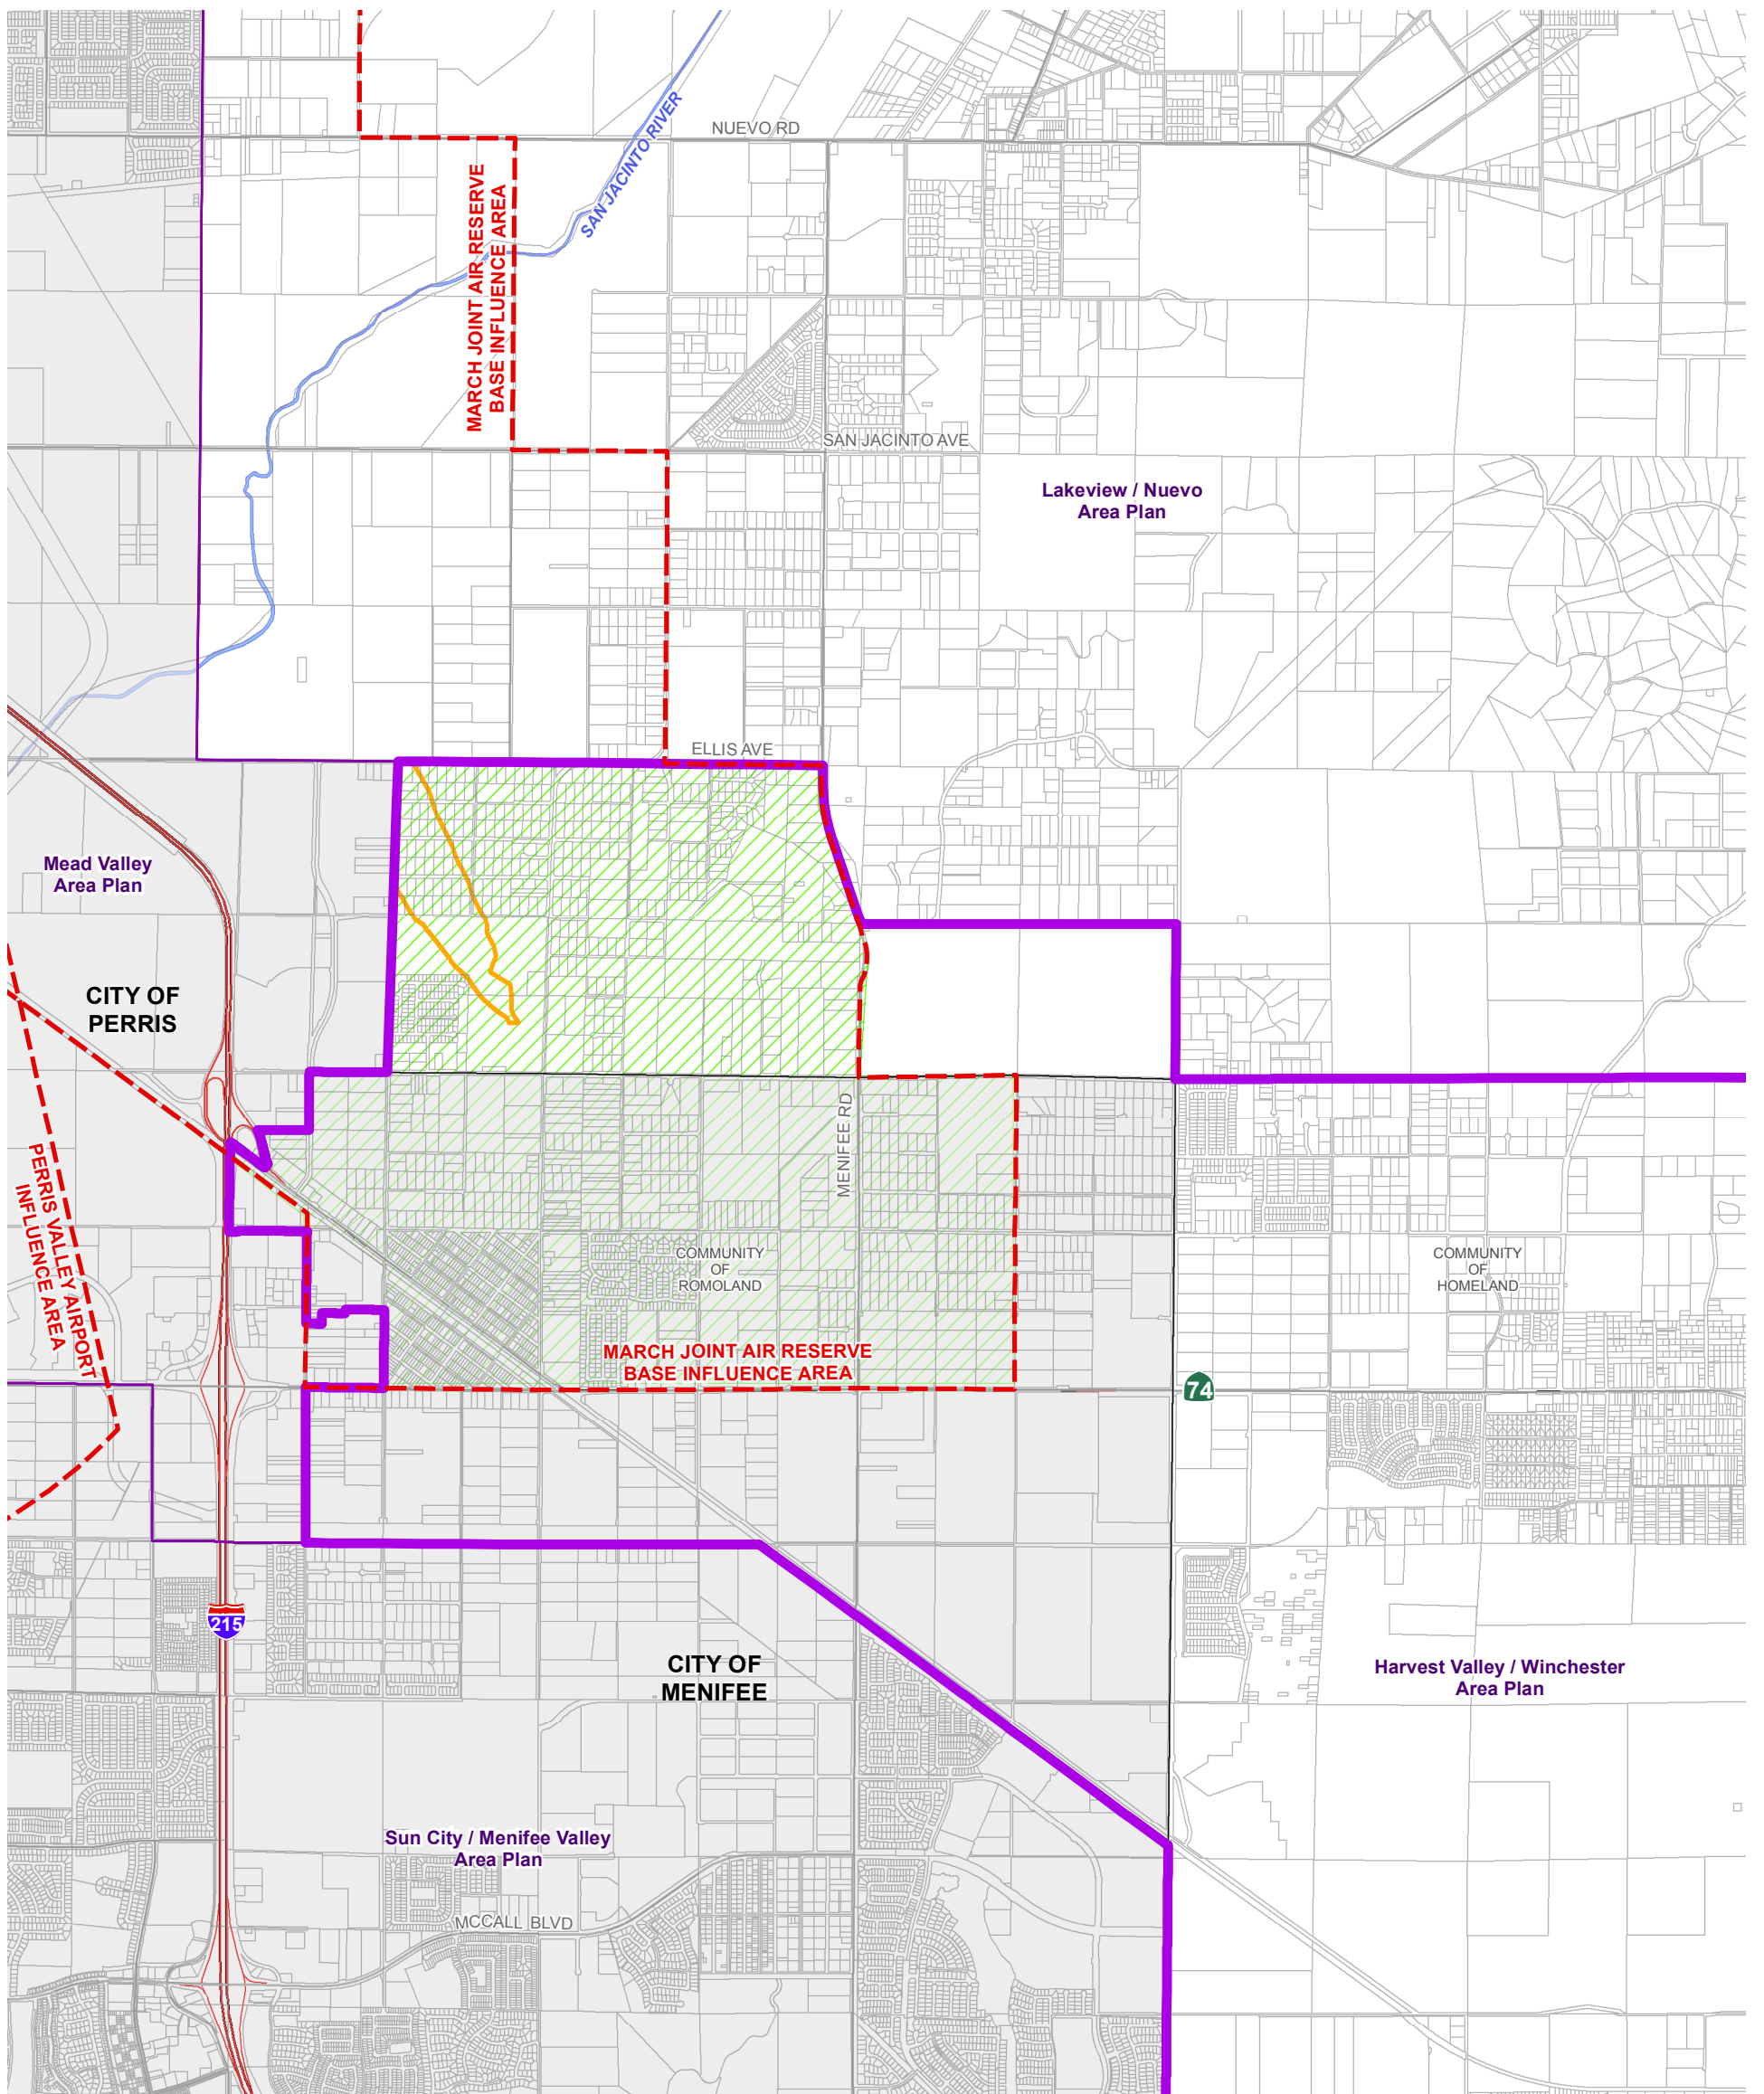 NUEVO RD
SAN JACINTO RIVER
MARCH JOINT AIR RESERVE
BASE INFLUENCE AREA
SAN JACINTO AVE
Lakeview / Nuevo
Area Plan
ELLIS AVE
Mead Valley
Area Plan
CITY OF
PERRIS
MENIFEE RD
PERRIS VALLEY AIRPORT
INFLUENCE AREA
COMMUNITY
OF
ROMOLAND
COMMUNITY
OF
HOMELAND
MARCH JOINT AIR RESERVE
BASE INFLUENCE AREA
74
215
CITY OF
MENIFEE
Harvest Valley / Winchester
Area Plan
Sun City / Menifee Valley
Area Plan
MCCALL BLVD